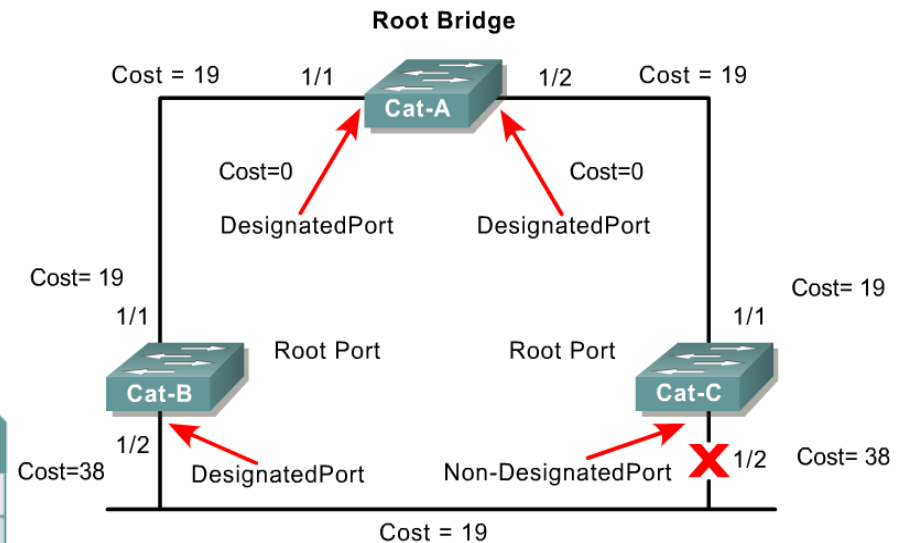 Root Bridge
Cost = 19
1/1
1/2
Cost = 19
Cat-A
Cost=0
Cost=0
DesignatedPort
DesignatedPort
Cost= 19
Cost= 19
1/1
1/1
Root Port
Root Port
Cat-B
Cat-C
1/2
1/2
Cost=38
DesignatedPort
Non-DesignatedPort
Cost= 38
Cost = 19